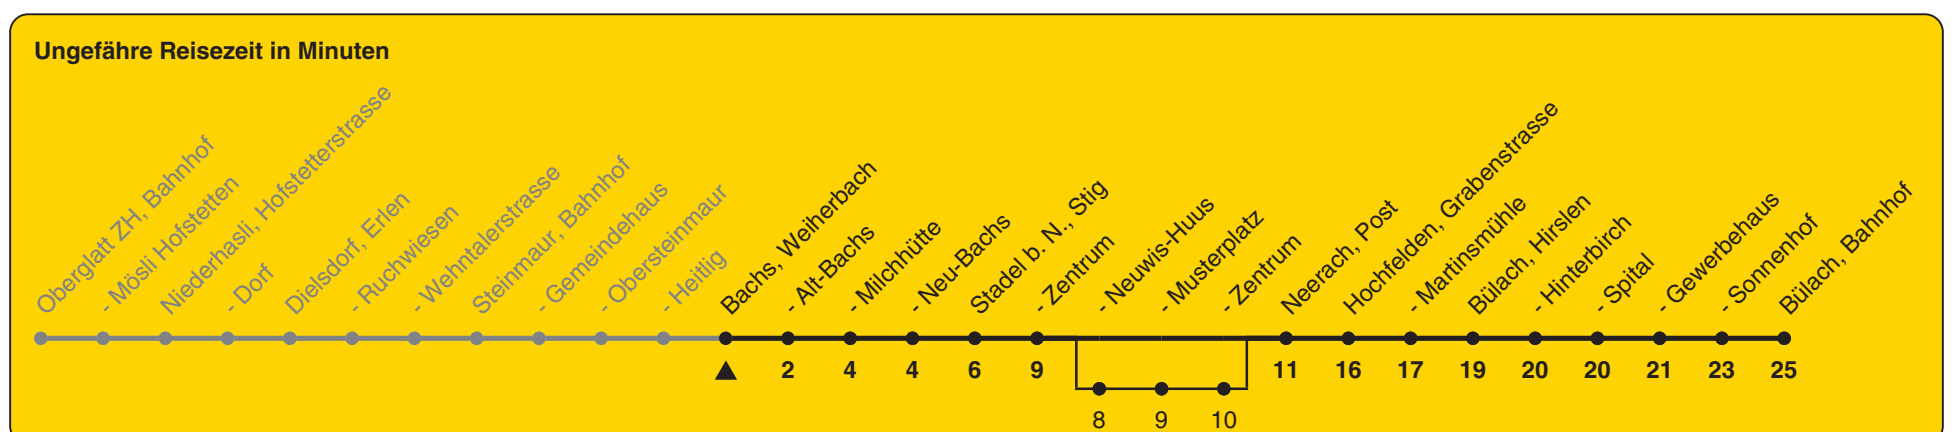 Ungefähre Reisezeit in Minuten
Oberglatt ZH, Bahnhof
- Mösli Hofstetten
Niederhasli, Hofstetterstrasse
- Dorf
Dielsdorf, Erlen
- Ruchwiesen
- Wehntalerstrasse
Steinmaur, Bahnhof
- Gemeindehaus
- Obersteinmaur
- Heitlig
Bachs, Weiherbach
- Alt-Bachs
- Milchhütte
- Neu-Bachs
Stadel b. N., Stig
- Zentrum
- Neuwis-Huus
- Musterplatz
- Zentrum
Neerach, Post
Hochfelden, Grabenstrasse
- Martinsmühle
Bülach, Hirslen
- Hinterbirch
- Spital
- Gewerbehaus
- Sonnenhof
Bülach, Bahnhof
2 4 4 6 9 11 16 17 19 20 20 21 23 25
8 9 10